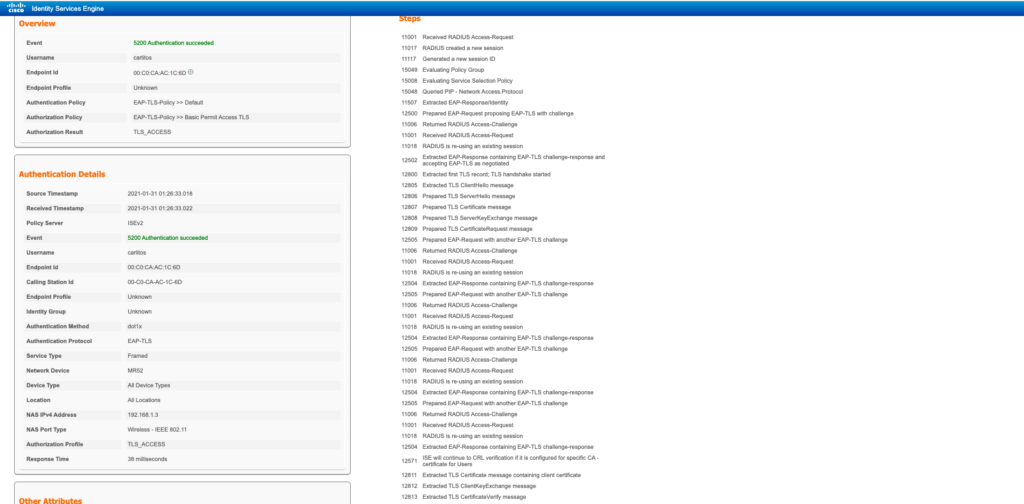 CISCO Identity Services Engine
Overview
Event 5200 Authentication succeeded
Username carlitos
Endpoint Id 00:C0:CA:AC:1C:6D
Endpoint Profile Unknown
Authentication Policy EAP-TLS-Policy >> Default
Authorization Policy EAP-TLS-Policy >> Basic Permit Access TLS
Authorization Result TLS_ACCESS
Authentication Details
Source Timestamp 2021-01-31 01:26:33.018
Received Timestamp 2021-01-31 01:26:33.022
Policy Server ISEv2
Event 5200 Authentication succeeded
Username carlitos
Endpoint Id 00:C0:CA:AC:1C:6D
Calling Station Id 00-C0-CA-AC-1C-6D
Endpoint Profile Unknown
Identity Group Unknown
Authentication Method dot1x
Authentication Protocol EAP-TLS
Service Type Framed
Network Device MR52
Device Type All Device Types
Location All Locations
NAS IPv4 Address 192.168.1.3
NAS Port Type Wireless - IEEE 802.11
Authorization Profile TLS_ACCESS
Response Time 38 milliseconds
Other Attributes
Steps
11001 Received RADIUS Access-Request
11017 RADIUS created a new session
11117 Generated a new session ID
15049 Evaluating Policy Group
15008 Evaluating Service Selection Policy
15048 Queried PIP - Network Access.Protocol
11507 Extracted EAP-Response/Identity
12500 Prepared EAP-Request proposing EAP-TLS with challenge
11006 Returned RADIUS Access-Challenge
11001 Received RADIUS Access-Request
11018 RADIUS is re-using an existing session
12502 Extracted EAP-Response containing EAP-TLS challenge-response and
accepting EAP-TLS as negotiated
12800 Extracted first TLS record; TLS handshake started
12805 Extracted TLS ClientHello message
12806 Prepared TLS ServerHello message
12807 Prepared TLS Certificate message
12808 Prepared TLS ServerKeyExchange message
12809 Prepared TLS CertificateRequest message
12505 Prepared EAP-Request with another EAP-TLS challenge
11006 Returned RADIUS Access-Challenge
11001 Received RADIUS Access-Request
11018 RADIUS is re-using an existing session
12504 Extracted EAP-Response containing EAP-TLS challenge-response
12505 Prepared EAP-Request with another EAP-TLS challenge
11006 Returned RADIUS Access-Challenge
11001 Received RADIUS Access-Request
11018 RADIUS is re-using an existing session
12504 Extracted EAP-Response containing EAP-TLS challenge-response
12505 Prepared EAP-Request with another EAP-TLS challenge
11006 Returned RADIUS Access-Challenge
11001 Received RADIUS Access-Request
11018 RADIUS is re-using an existing session
12504 Extracted EAP-Response containing EAP-TLS challenge-response
12505 Prepared EAP-Request with another EAP-TLS challenge
11006 Returned RADIUS Access-Challenge
11001 Received RADIUS Access-Request
11018 RADIUS is re-using an existing session
12504 Extracted EAP-Response containing EAP-TLS challenge-response
12571 ISE will continue to CRL verification if it is configured for specific CA -
certificate for Users
12811 Extracted TLS Certificate message containing client certificate
12812 Extracted TLS ClientKeyExchange message
12813 Extracted TLS CertificateVerify message